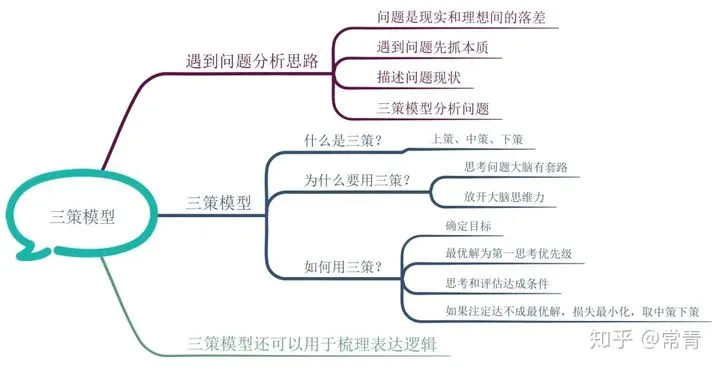 三策模型
遇到问题分析思路
问题是现实和理想间的落差
遇到问题先抓本质
描述问题现状
三策模型分析问题
三策模型
什么是三策？
上策、中策、下策
为什么要用三策？
思考问题大脑有套路
放开大脑思维力
如何用三策？
确定目标
最优解为第一思考优先级
思考和评估达成条件
如果注定达不成最优解，损失最小化，取中策下策
三策模型还可以用于梳理表达逻辑
知乎 @常青